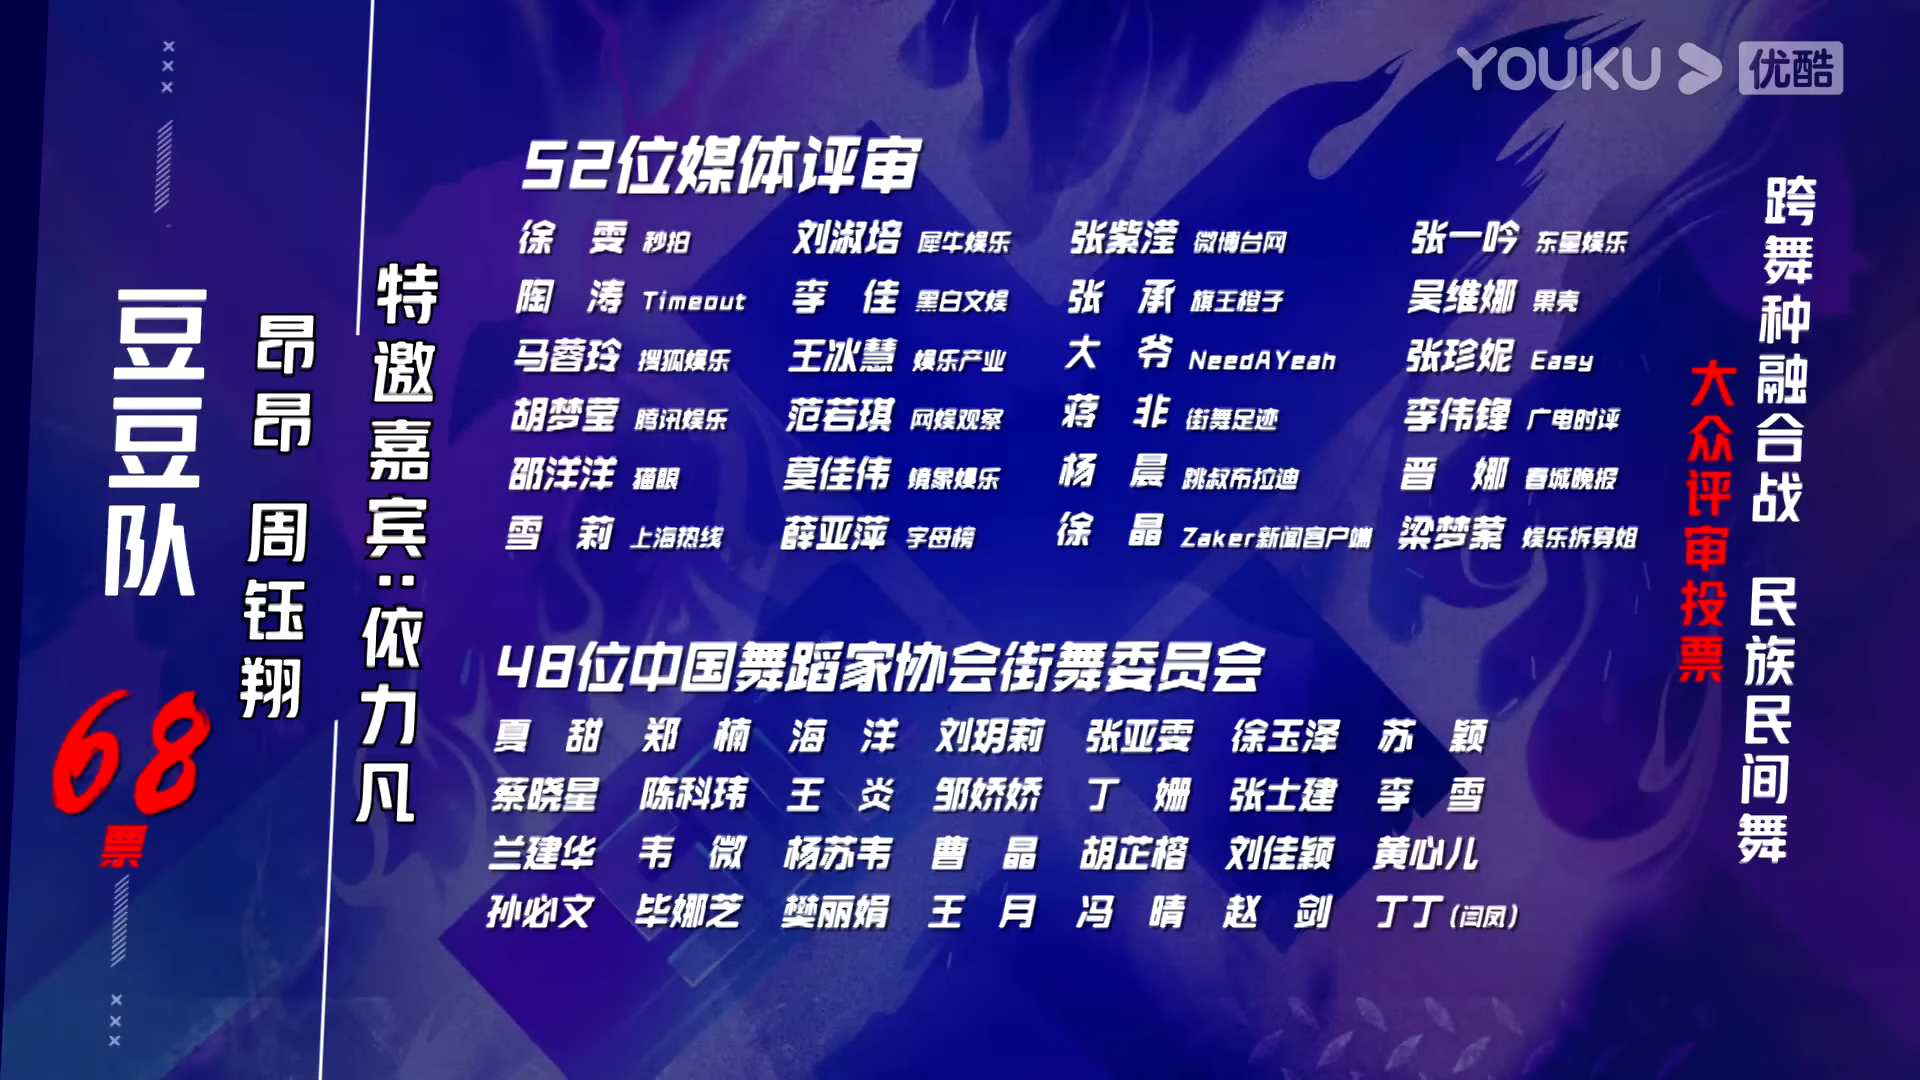 YOUKU 优酷
豆豆队
68
票
昂昂 周钰翔
特邀嘉宾:依力凡
52位媒体评审
徐雯 秒拍 刘淑培 犀牛娱乐 张紫滢 微博台网 张一吟 东星娱乐
陶涛 Timeout 李佳 黑白文娱 张承 旗王橙子 吴维娜 果壳
马蓉玲 搜狐娱乐 王冰慧 娱乐产业 大爷 NeedAYeah 张珍妮 Easy
胡梦莹 腾讯娱乐 范若琪 网娱观察 蒋非 街舞足迹 李伟锋 广电时评
邵洋洋 猫眼 莫佳伟 镜象娱乐 杨晨 跳叔布拉迪 晋娜 春城晚报
雪莉 上海热线 薛亚萍 字母榜 徐晶 Zaker新闻客户端 梁梦蒙 娱乐拆穿姐
48位中国舞蹈家协会街舞委员会
夏甜 郑楠 海洋 刘玥莉 张亚雯 徐玉泽 苏颖
蔡晓星 陈科玮 王炎 邹娇娇 丁姗 张士建 李雪
兰建华 韦微 杨苏韦 曹晶 胡芷榕 刘佳颖 黄心儿
孙必文 毕娜芝 樊丽娟 王月 冯晴 赵剑 丁丁(闫凤)
跨舞种融合战 民族民间舞
大众评审投票